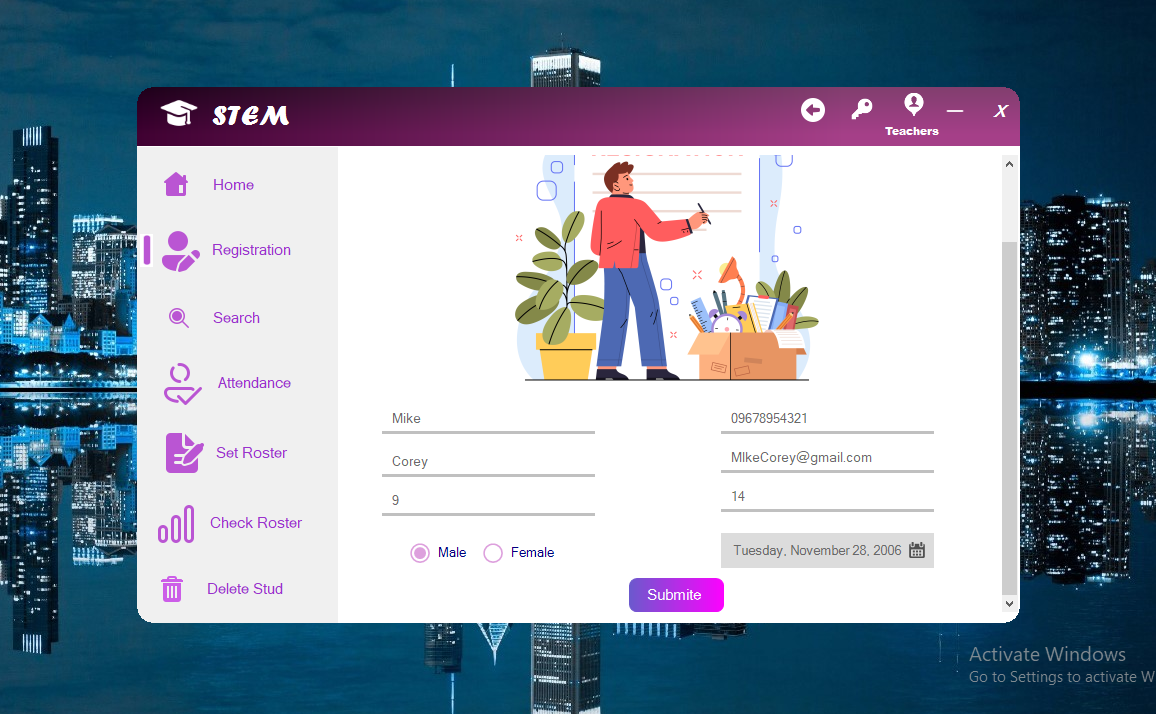 STEM
Teachers
X
Home
Registration
Search
Attendance
Set Roster
Check Roster
Delete Stud
Mike
Corey
9
Male
Female
09678954321
MIkeCorey@gmail.com
14
Tuesday, November 28, 2006
Submite
Activate Windows
Go to Settings to activate W